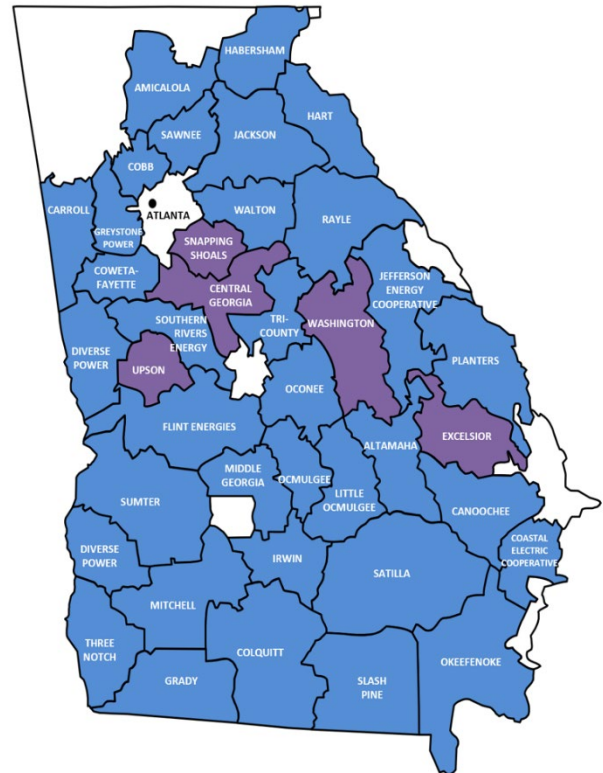 HABERSHAM
AMICALOLA
HART
SAWNEE
JACKSON
COBB
CARROLL
ATLANTA
WALTON
RAYLE
GREYSTONE
POWER
SNAPPING
SHOALS
COWETA-
FAYETTE
CENTRAL
GEORGIA
JEFFERSON
ENERGY
COOPERATIVE
SOUTHERN
RIVERS
ENERGY
TRI-
COUNTY
WASHINGTON
DIVERSE
POWER
UPSON
PLANTERS
OCONEE
FLINT ENERGIES
ALTAMAHA
EXCELSIOR
MIDDLE
GEORGIA
OCMULGEE
LITTLE
OCMULGEE
SUMTER
CANOOCHEE
DIVERSE
POWER
IRWIN
SATILLA
COASTAL
ELECTRIC
COOPERATIVE
MITCHELL
THREE
NOTCH
COLQUITT
OKEFENOKE
GRADY
SLASH
PINE